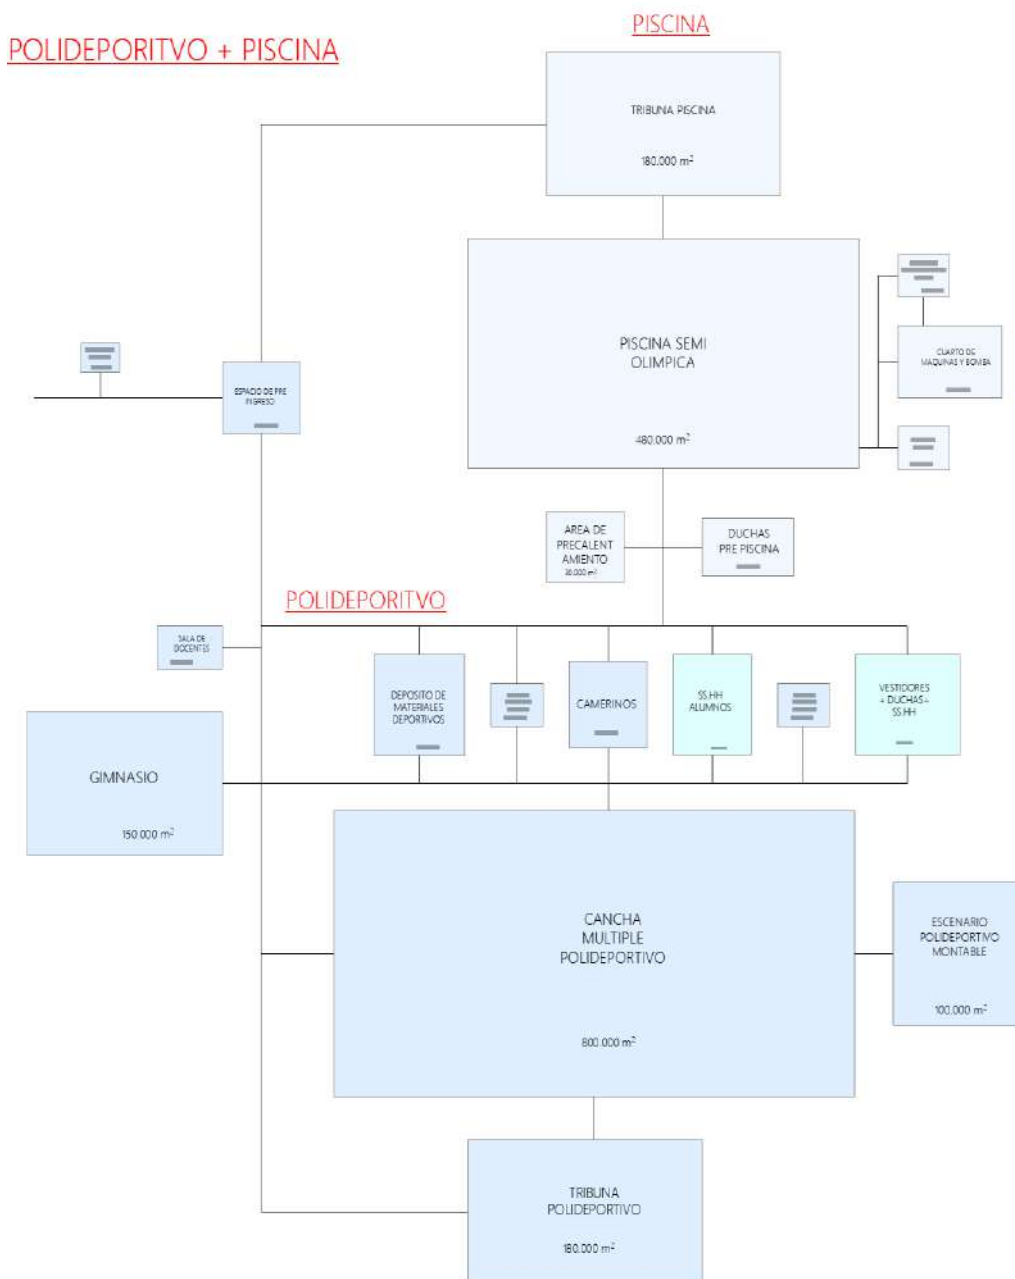 POLIDEPORITVO + PISCINA
PISCINA
TRIBUNA PISCINA
180.000 m²
PISCINA SEMI
OLIMPICA
480.000 m²
CUARTO DE
MAQUINAS Y BOMBA
ESPACIO DE PRE
INGRESO
AREA DE
PRECALENT
AMIENTO
30.000 m²
DUCHAS
PRE PISCINA
POLIDEPORITVO
SALA DE
DOCENTES
DEPOSITO DE
MATERIALES
DEPORTIVOS
CAMERINOS
SS.HH
ALUMNOS
VESTIDORES
+ DUCHAS+
SS.HH
GIMNASIO
150.000 m²
CANCHA
MULTIPLE
POLIDEPORTIVO
800.000 m²
ESCENARIO
POLIDEPORTIVO
MONTABLE
100.000 m²
TRIBUNA
POLIDEPORTIVO
180.000 m²